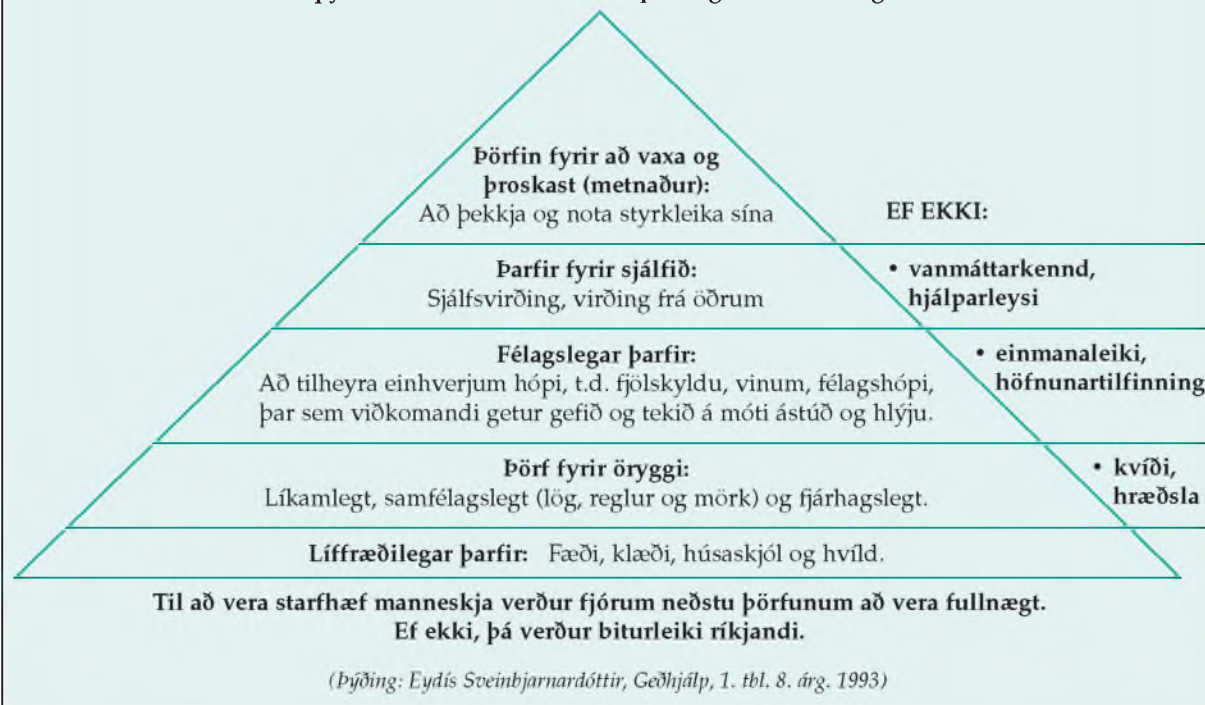 Þörfin fyrir að vaxa og
þroskast (metnaður):
Að þekkja og nota styrkleika sína
EF EKKI:
Þarfir fyrir sjálfið:
Sjálfsvirðing, virðing frá öðrum
• vanmáttarkennd,
hjálparleysi
Félagslegar þarfir:
Að tilheyra einhverjum hópi, t.d. fjölskyldu, vinum, félagshópi,
þar sem viðkomandi getur gefið og tekið á móti ástúð og hlýju.
• einmanaleiki,
höfnunartilfinning
Þörf fyrir öryggi:
Líkamlegt, samfélagslegt (lög, reglur og mörk) og fjárhagslegt.
• kvíði,
hræðsla
Líffræðilegar þarfir: Fæði, klæði, húsaskjól og hvíld.
Til að vera starfhæf manneskja verður fjórum neðstu þörfunum að vera fullnægt.
Ef ekki, þá verður biturleiki ríkjandi.
(Þýðing: Eydís Sveinbjarnardóttir, Geðhjálp, 1. tbl. 8. árg. 1993)